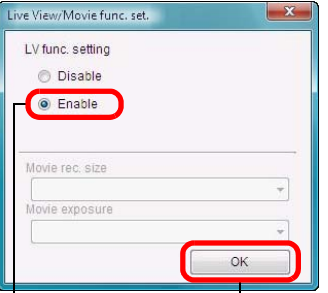 Live View/Movie func. set.
LV func. setting
Disable
Enable
Movie rec. size
Movie exposure
OK